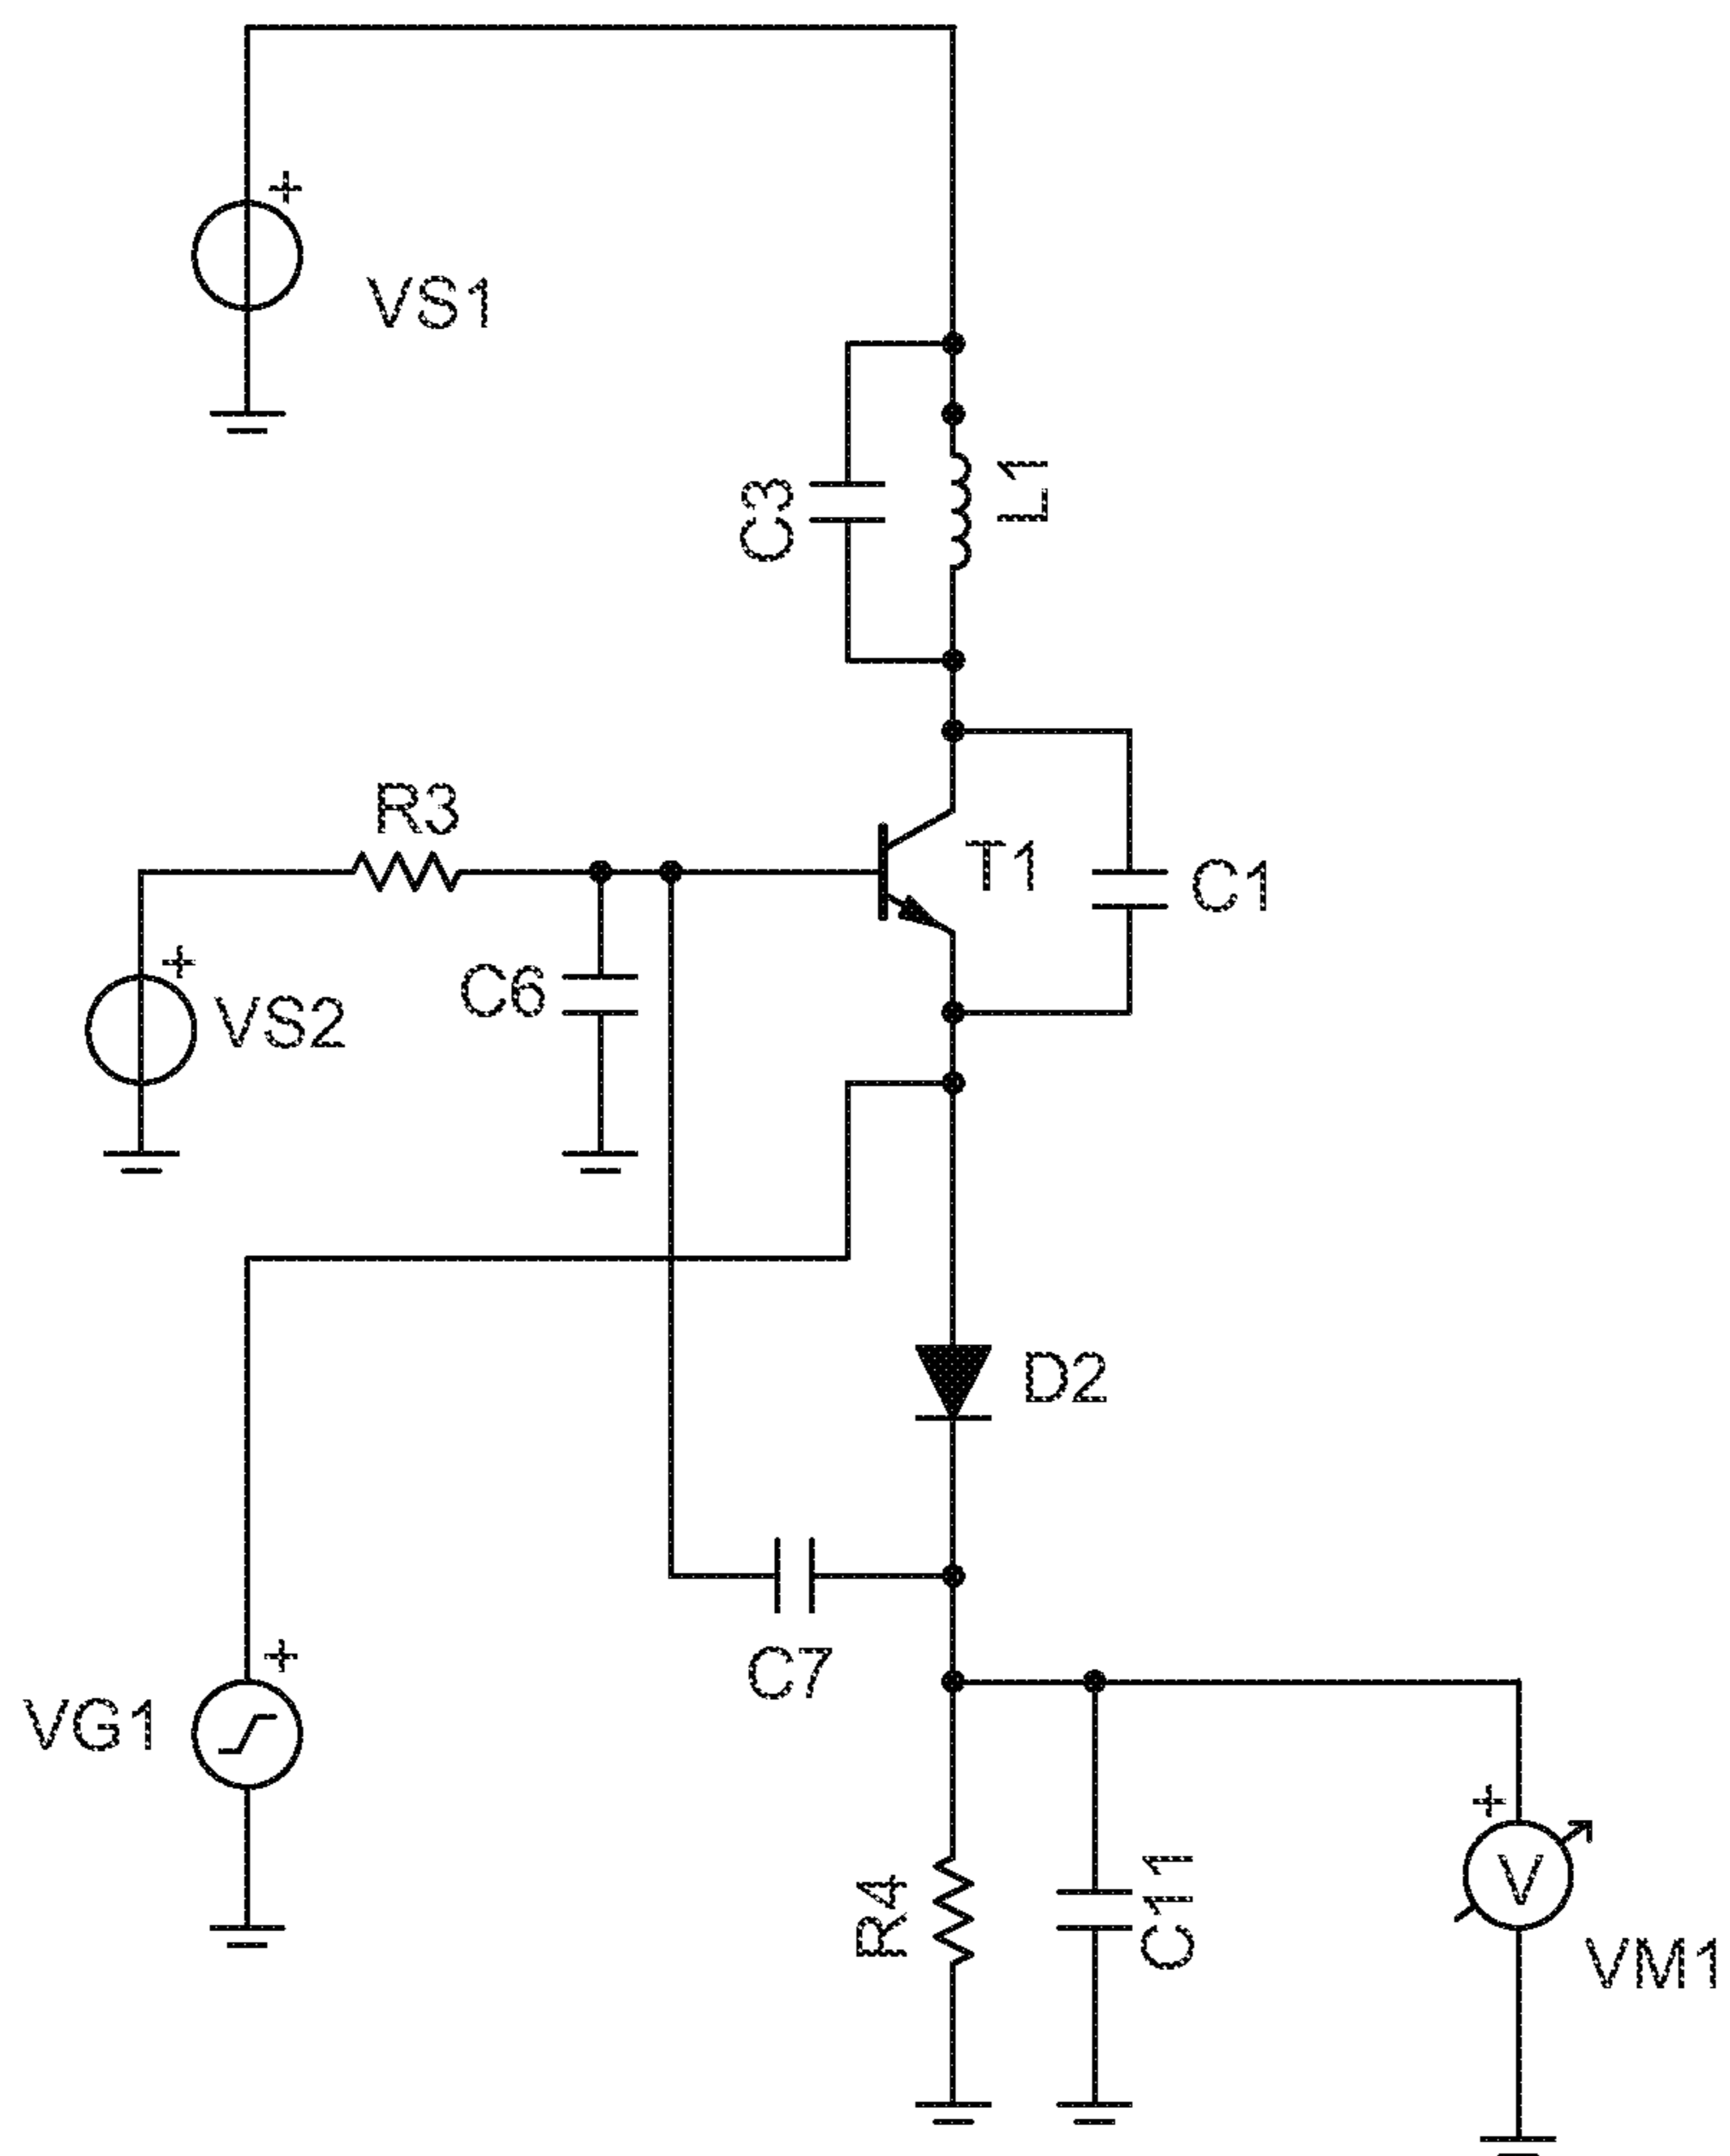 +
VS1
C3
L1
R3
T1
C1
+
VS2
C6
D2
C7
+
VG1
+
V
R4
C11
VM1